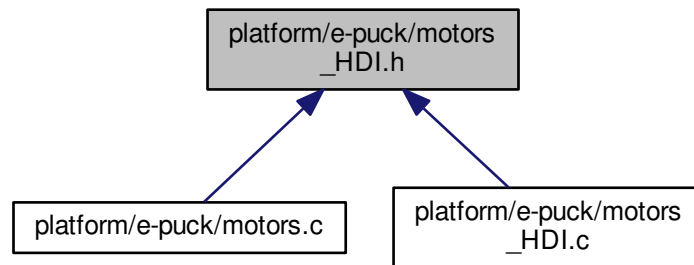 platform/e-puck/motors
_HDI.h
platform/e-puck/motors.c
platform/e-puck/motors
_HDI.c